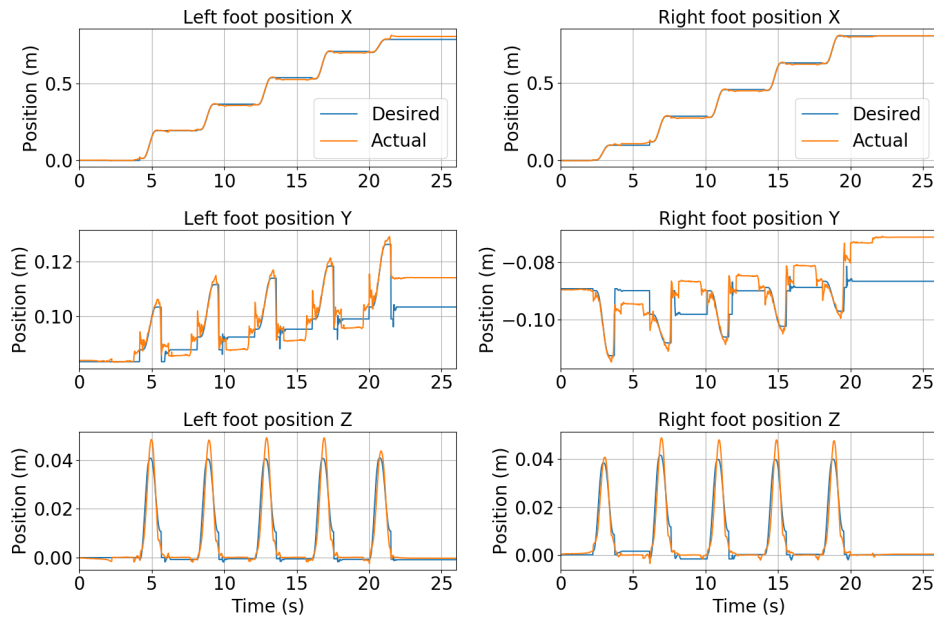 Left foot position X
Right foot position X
Position (m)
0.5
0.0
Desired
Actual
0 5 10 15 20 25
Position (m)
0.5
0.0
Desired
Actual
0 5 10 15 20 25
Left foot position Y
Right foot position Y
Position (m)
0.12
0.10
0 5 10 15 20 25
Position (m)
−0.08
−0.10
0 5 10 15 20 25
Left foot position Z
Right foot position Z
Position (m)
0.04
0.02
0.00
0 5 10 15 20 25
Time (s)
Position (m)
0.04
0.02
0.00
0 5 10 15 20 25
Time (s)